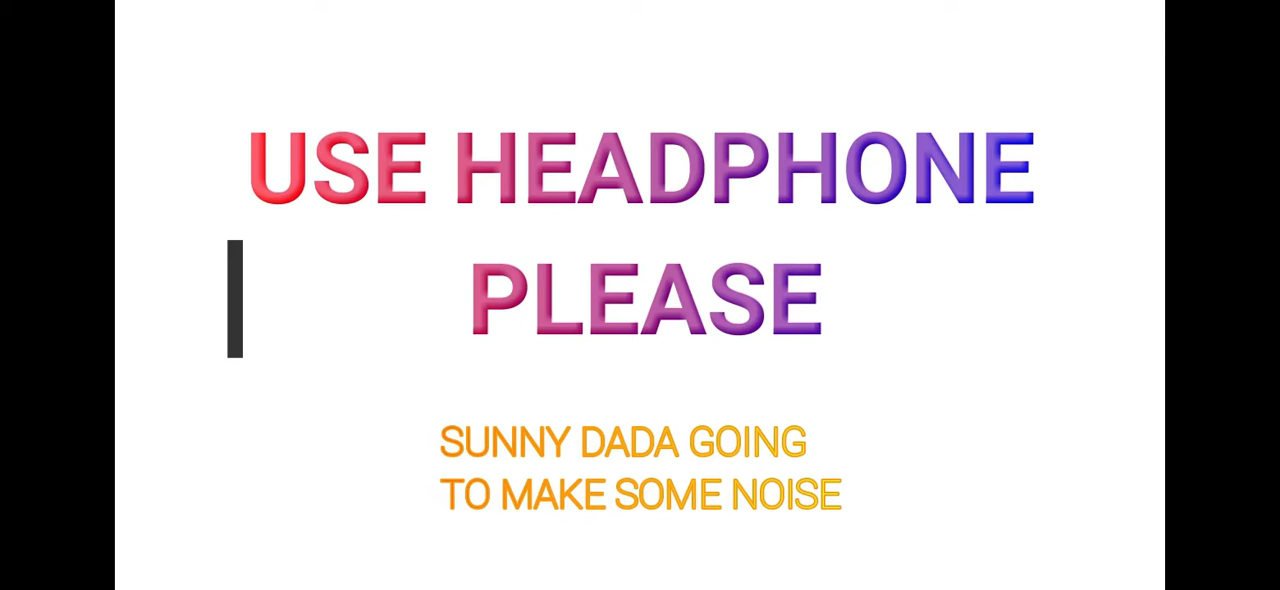 USE HEADPHONE
PLEASE
SUNNY DADA GOING
TO MAKE SOME NOISE